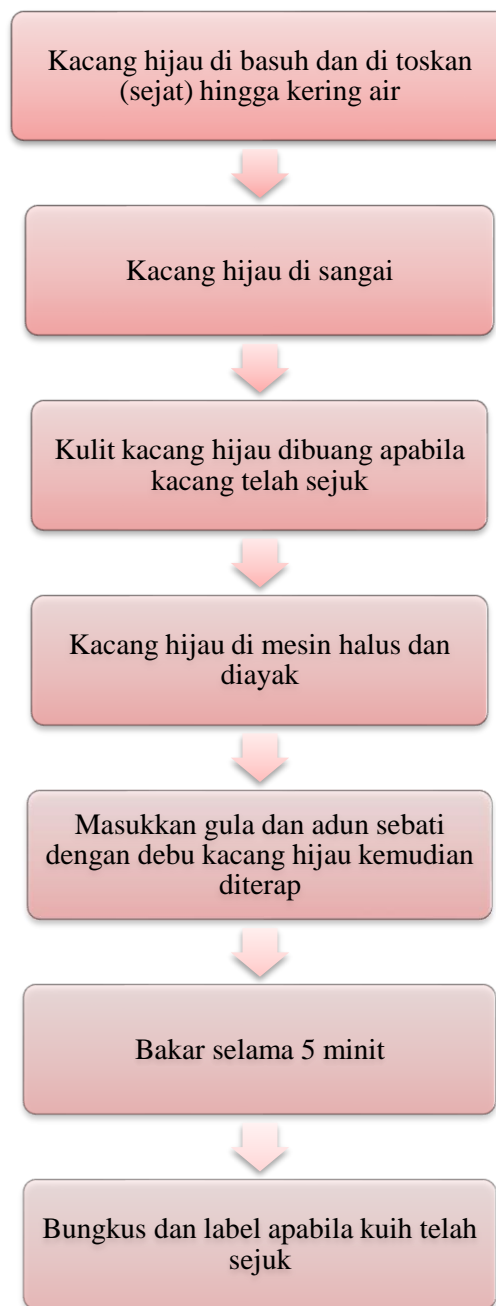 Kacang hijau di basuh dan di toskan
(sejat) hingga kering air
Kacang hijau di sangai
Kulit kacang hijau dibuang apabila
kacang telah sejuk
Kacang hijau di mesin halus dan
diayak
Masukkan gula dan adun sebati
dengan debu kacang hijau kemudian
diterap
Bakar selama 5 minit
Bungkus dan label apabila kuih telah
sejuk